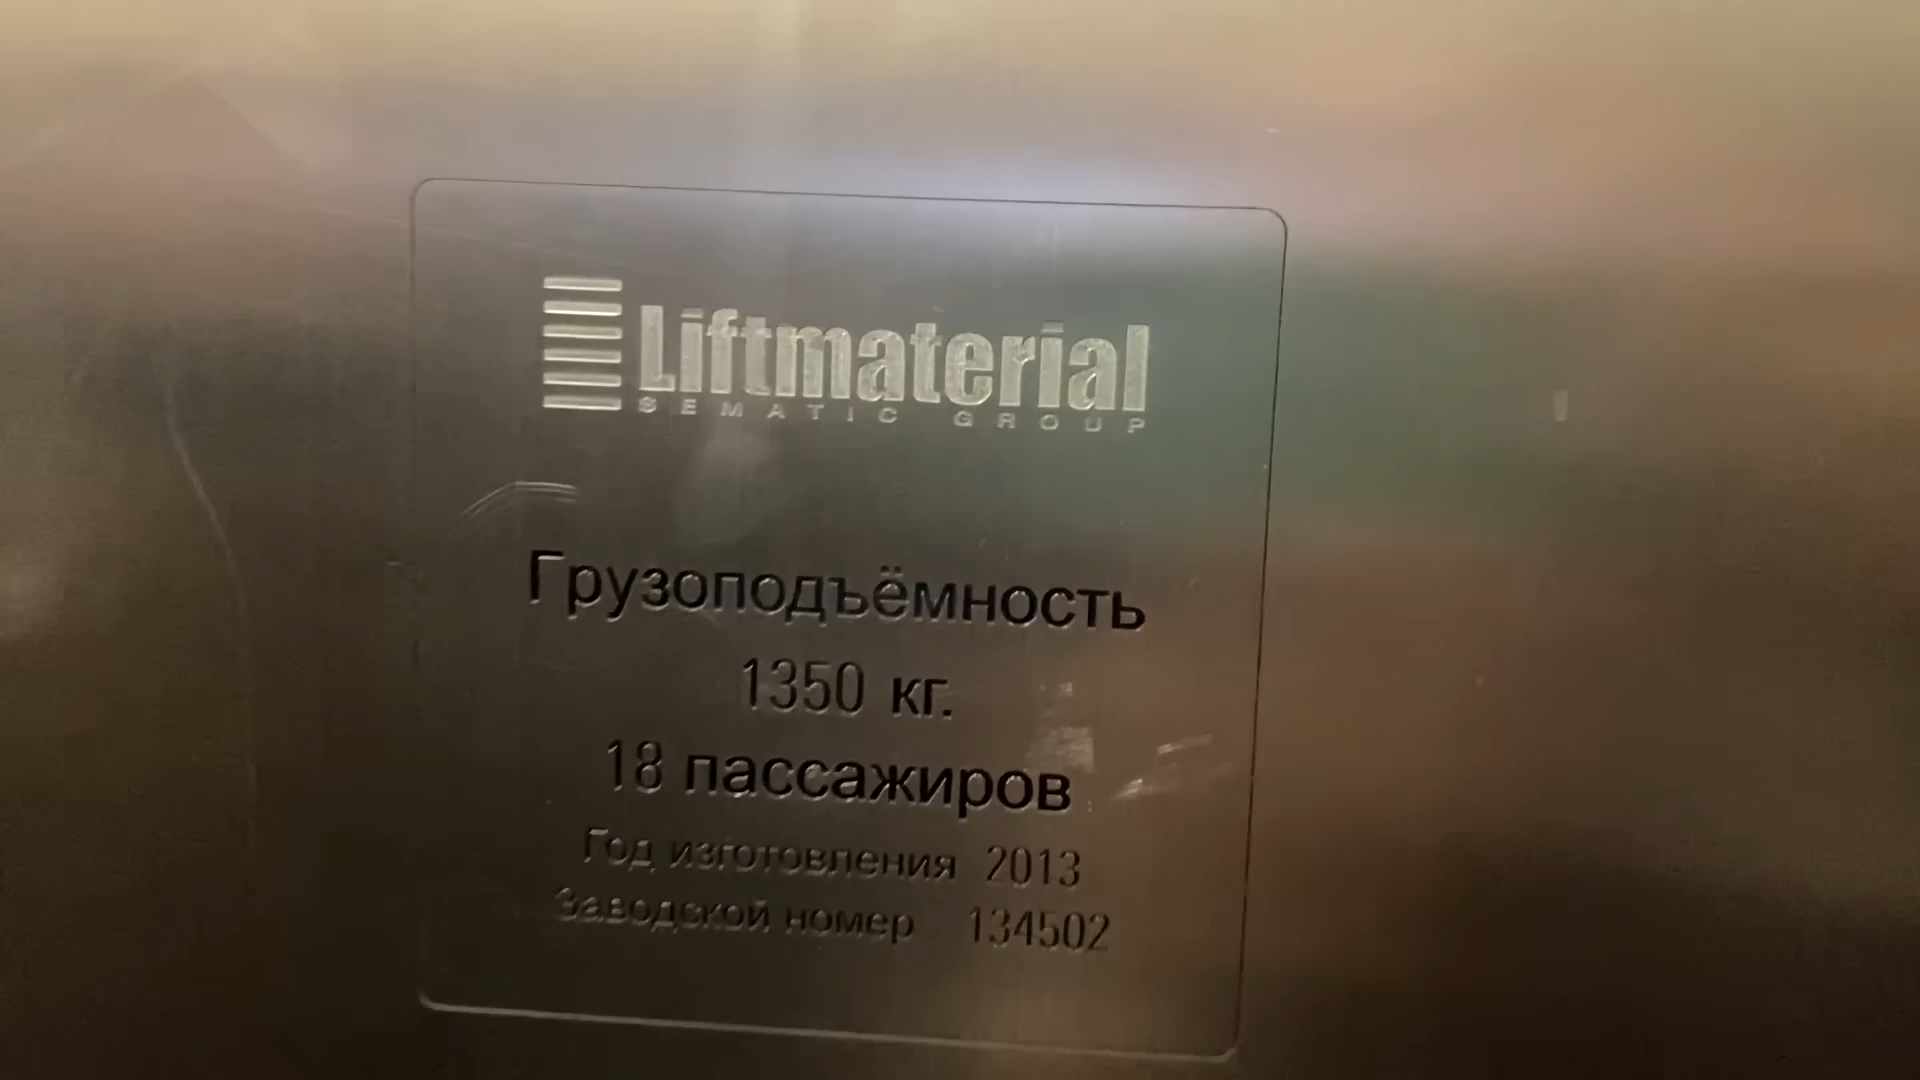 Liftmaterial
SEMATIC GROUP
Грузоподъёмность
1350 кг.
18 пассажиров
Год изготовления 2013
Заводской номер 134502